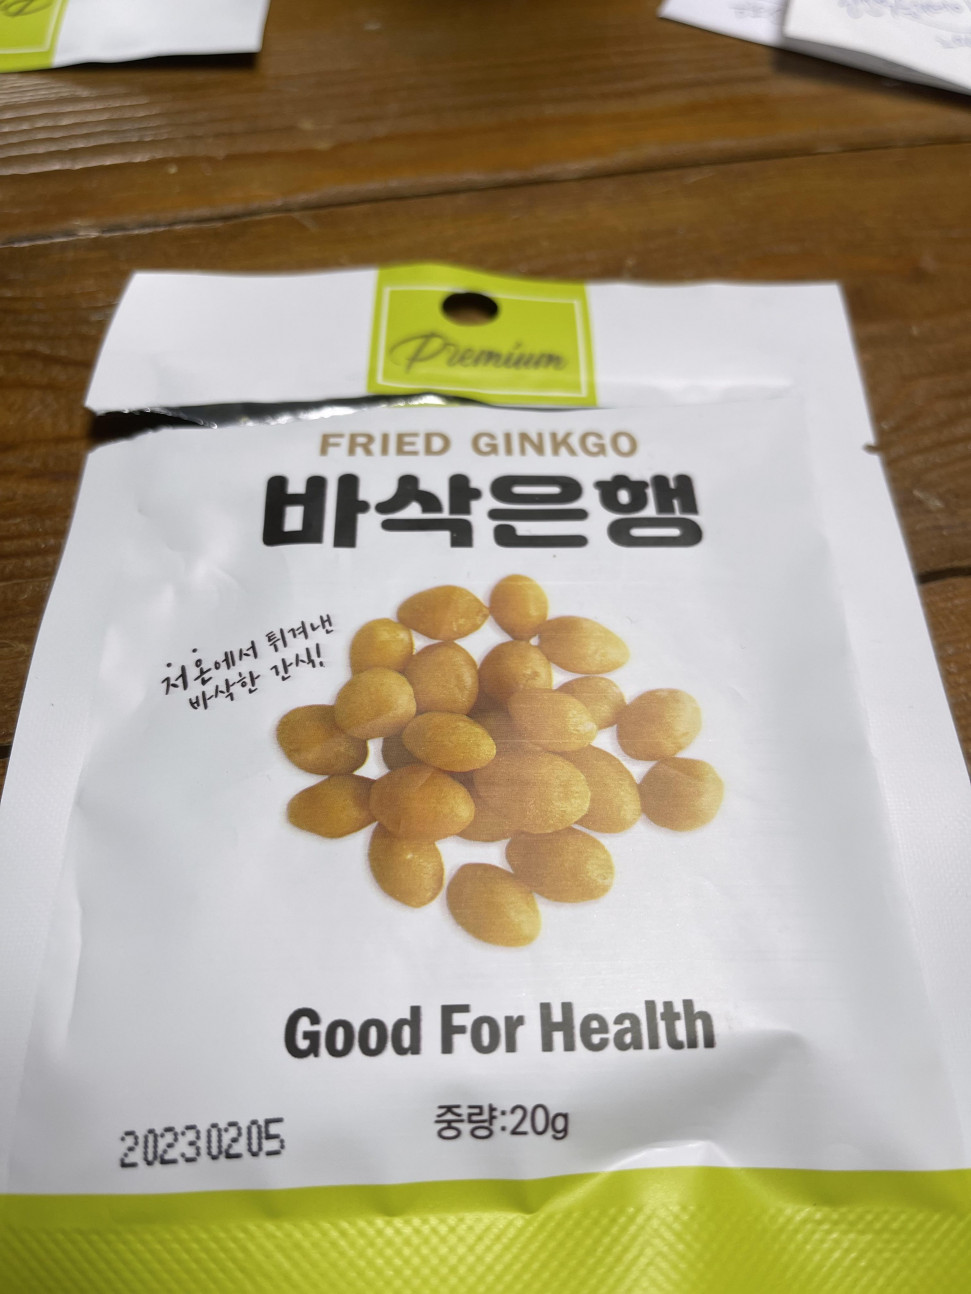 Premium
FRIED GINKGO
바삭은행
저온에서 튀겨낸
바삭한 간식!
Good For Health
중량:20g
20230205